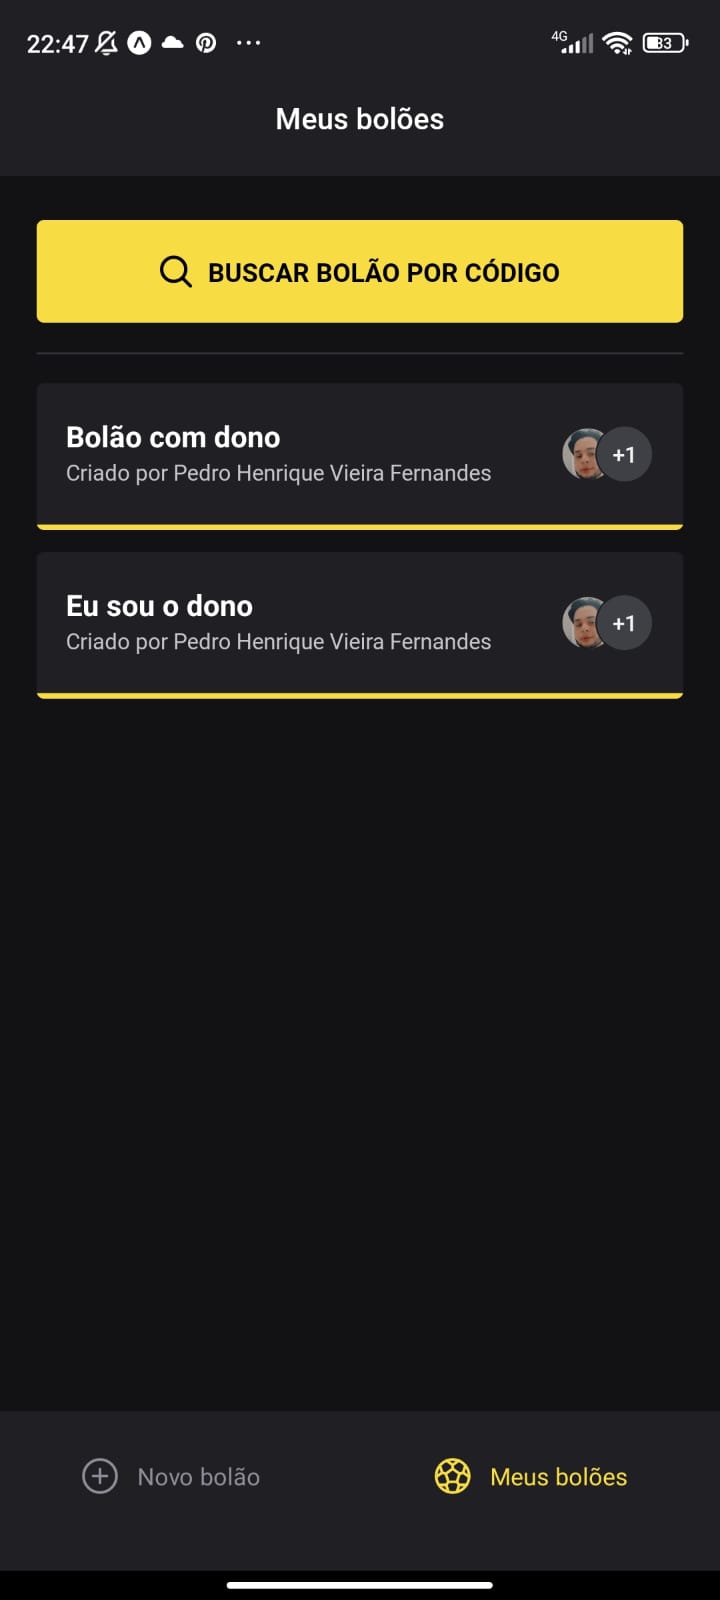 22:47
4G
83
Meus bolões
BUSCAR BOLÃO POR CÓDIGO
Bolão com dono
Criado por Pedro Henrique Vieira Fernandes
+1
Eu sou o dono
Criado por Pedro Henrique Vieira Fernandes
+1
Novo bolão
Meus bolões